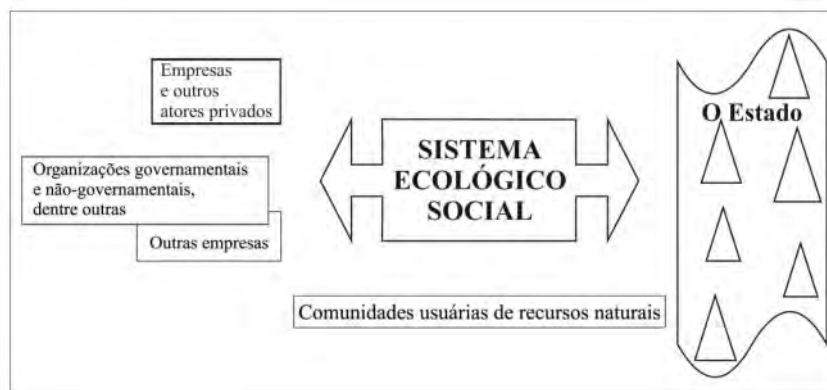 Empresas
e outros
atores privados
Organizações governamentais
e não-governamentais,
dentre outras
Outras empresas
SISTEMA
ECOLÓGICO
SOCIAL
Comunidades usuárias de recursos naturais
O Estado